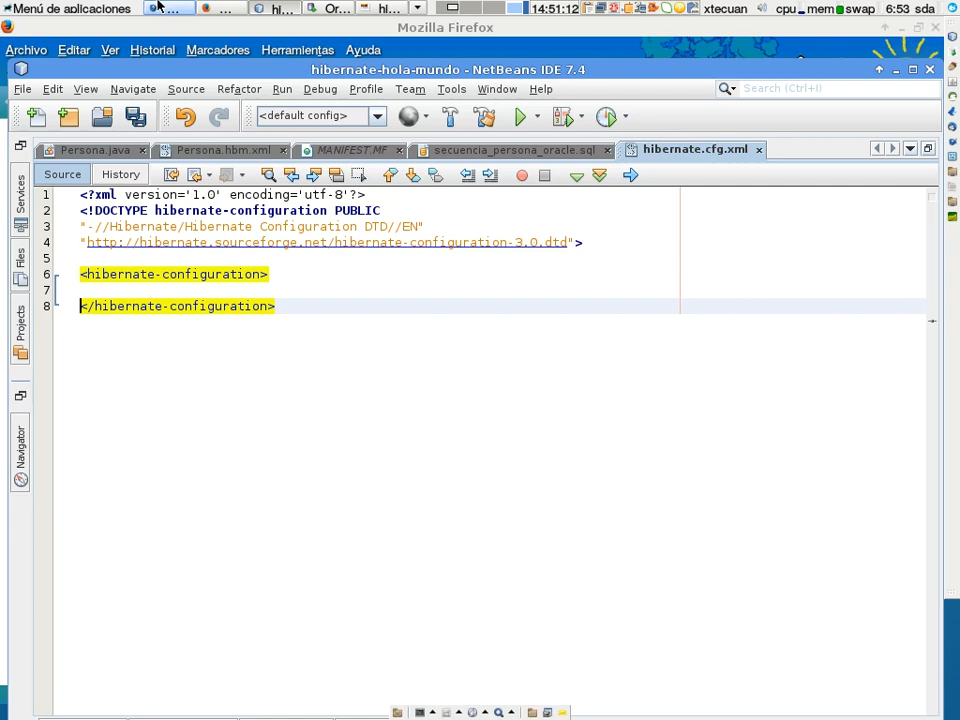 Menú de aplicaciones
...
...
hi...
Or...
hi...
14:51:12
xtecuan
cpu
mem
swap
6:53 sda
Mozilla Firefox
Archivo Editar Ver Historial Marcadores Herramientas Ayuda
hibernate-hola-mundo - NetBeans IDE 7.4
File Edit View Navigate Source Refactor Run Debug Profile Team Tools Window Help
Search (Ctrl+I)
<default config>
Persona.java
Persona.hbm.xml
MANIFEST.MF
secuencia_persona_oracle.sql
hibernate.cfg.xml
Source History
Services
Files
Projects
Navigator
1 <?xml version='1.0' encoding='utf-8'?>
2 <!DOCTYPE hibernate-configuration PUBLIC
3 "-//Hibernate/Hibernate Configuration DTD//EN"
4 "http://hibernate.sourceforge.net/hibernate-configuration-3.0.dtd">
5
6 <hibernate-configuration>
7
8 </hibernate-configuration>